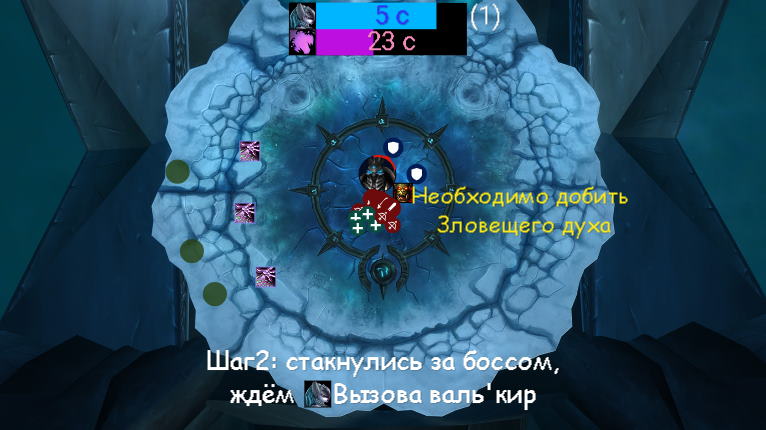 5 с (1)
23 с
Необходимо добить
Зловещего духа
Шаг2: стакнулись за боссом,
ждём Вызова валь'кир